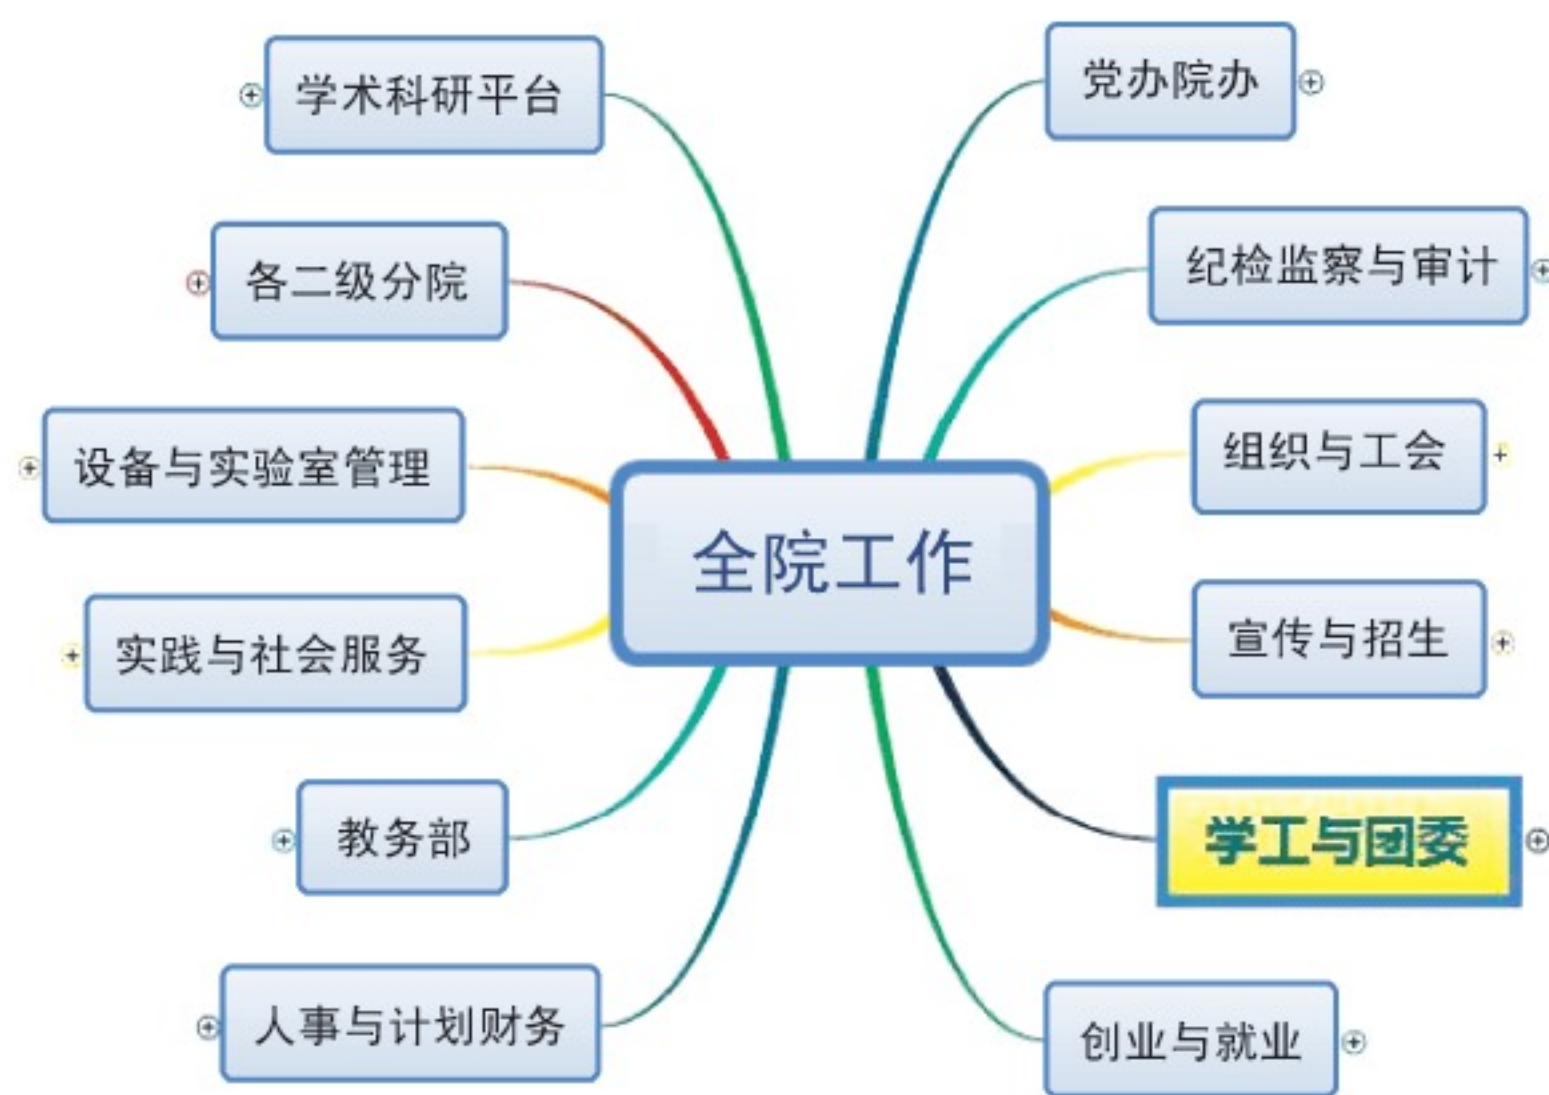 学术科研平台
党办院办
各二级分院
纪检监察与审计
设备与实验室管理
组织与工会
全院工作
实践与社会服务
宣传与招生
教务部
学工与团委
人事与计划财务
创业与就业